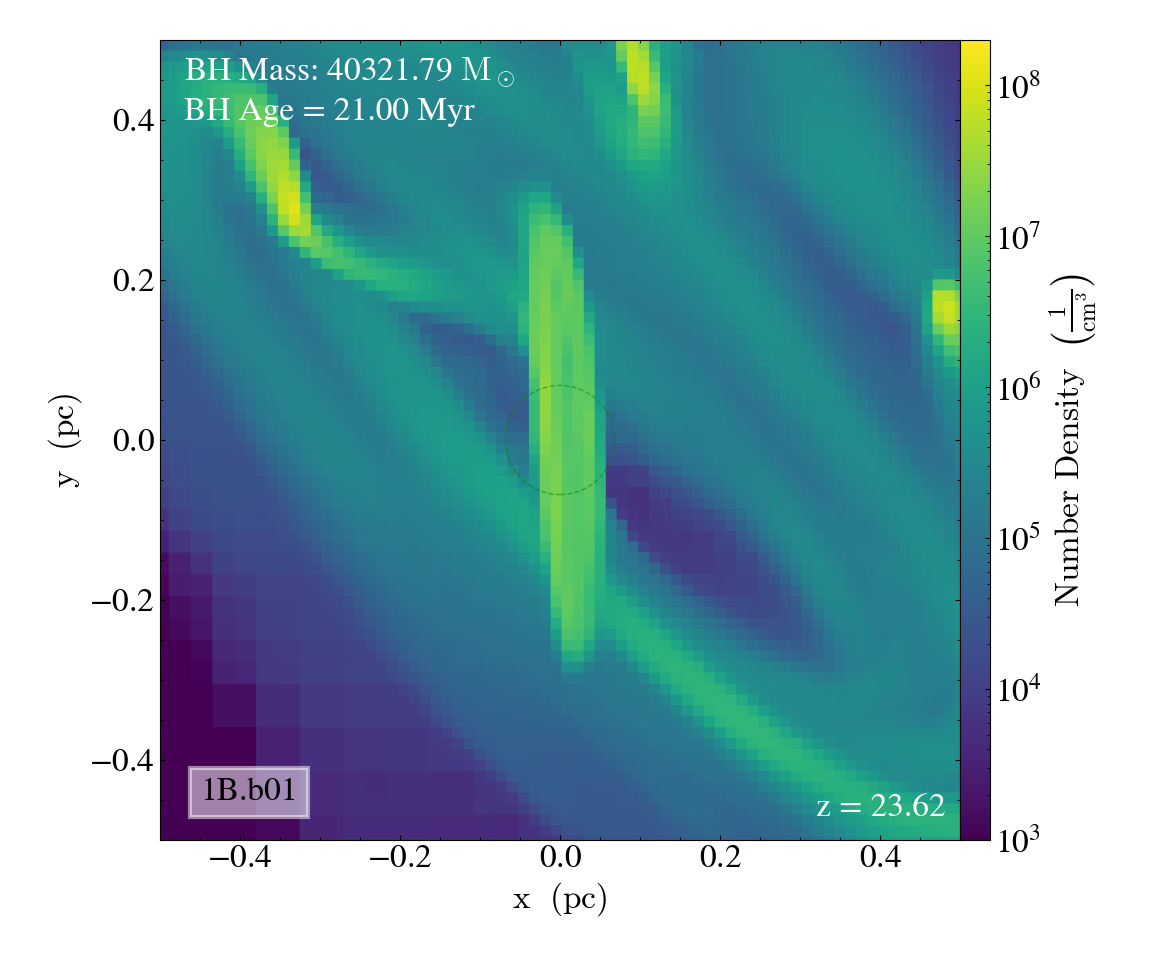 BH Mass: 40321.79 M☉
BH Age = 21.00 Myr
0.4
0.2
0.0
−0.2
−0.4
y (pc)
1B.b01
z = 23.62
−0.4 −0.2 0.0 0.2 0.4
x (pc)
10⁸
10⁷
10⁶
10⁵
10⁴
10³
Number Density (1/cm³)